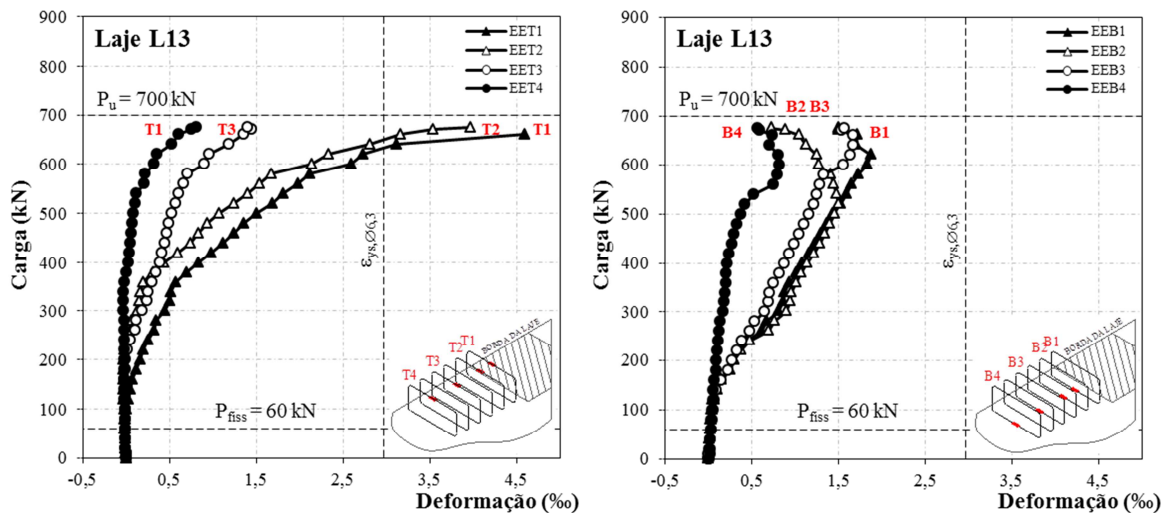 Laje L13
EET1
EET2
EET3
EET4
Pu = 700 kN
T1
T3
T2
T1
εys,Ø6,3
Pfiss = 60 kN
BORDA DA LAJE
T1
T2
T3
T4
900
800
700
600
500
400
300
200
100
0
-0,5
0,5
1,5
2,5
3,5
4,5
Carga (kN)
Deformação (‰)
Laje L13
EEB1
EEB2
EEB3
EEB4
Pu = 700 kN
B2 B3
B4
B1
εys,Ø6,3
Pfiss = 60 kN
BORDA DA LAJE
B1
B2
B3
B4
900
800
700
600
500
400
300
200
100
0
-0,5
0,5
1,5
2,5
3,5
4,5
Carga (kN)
Deformação (‰)